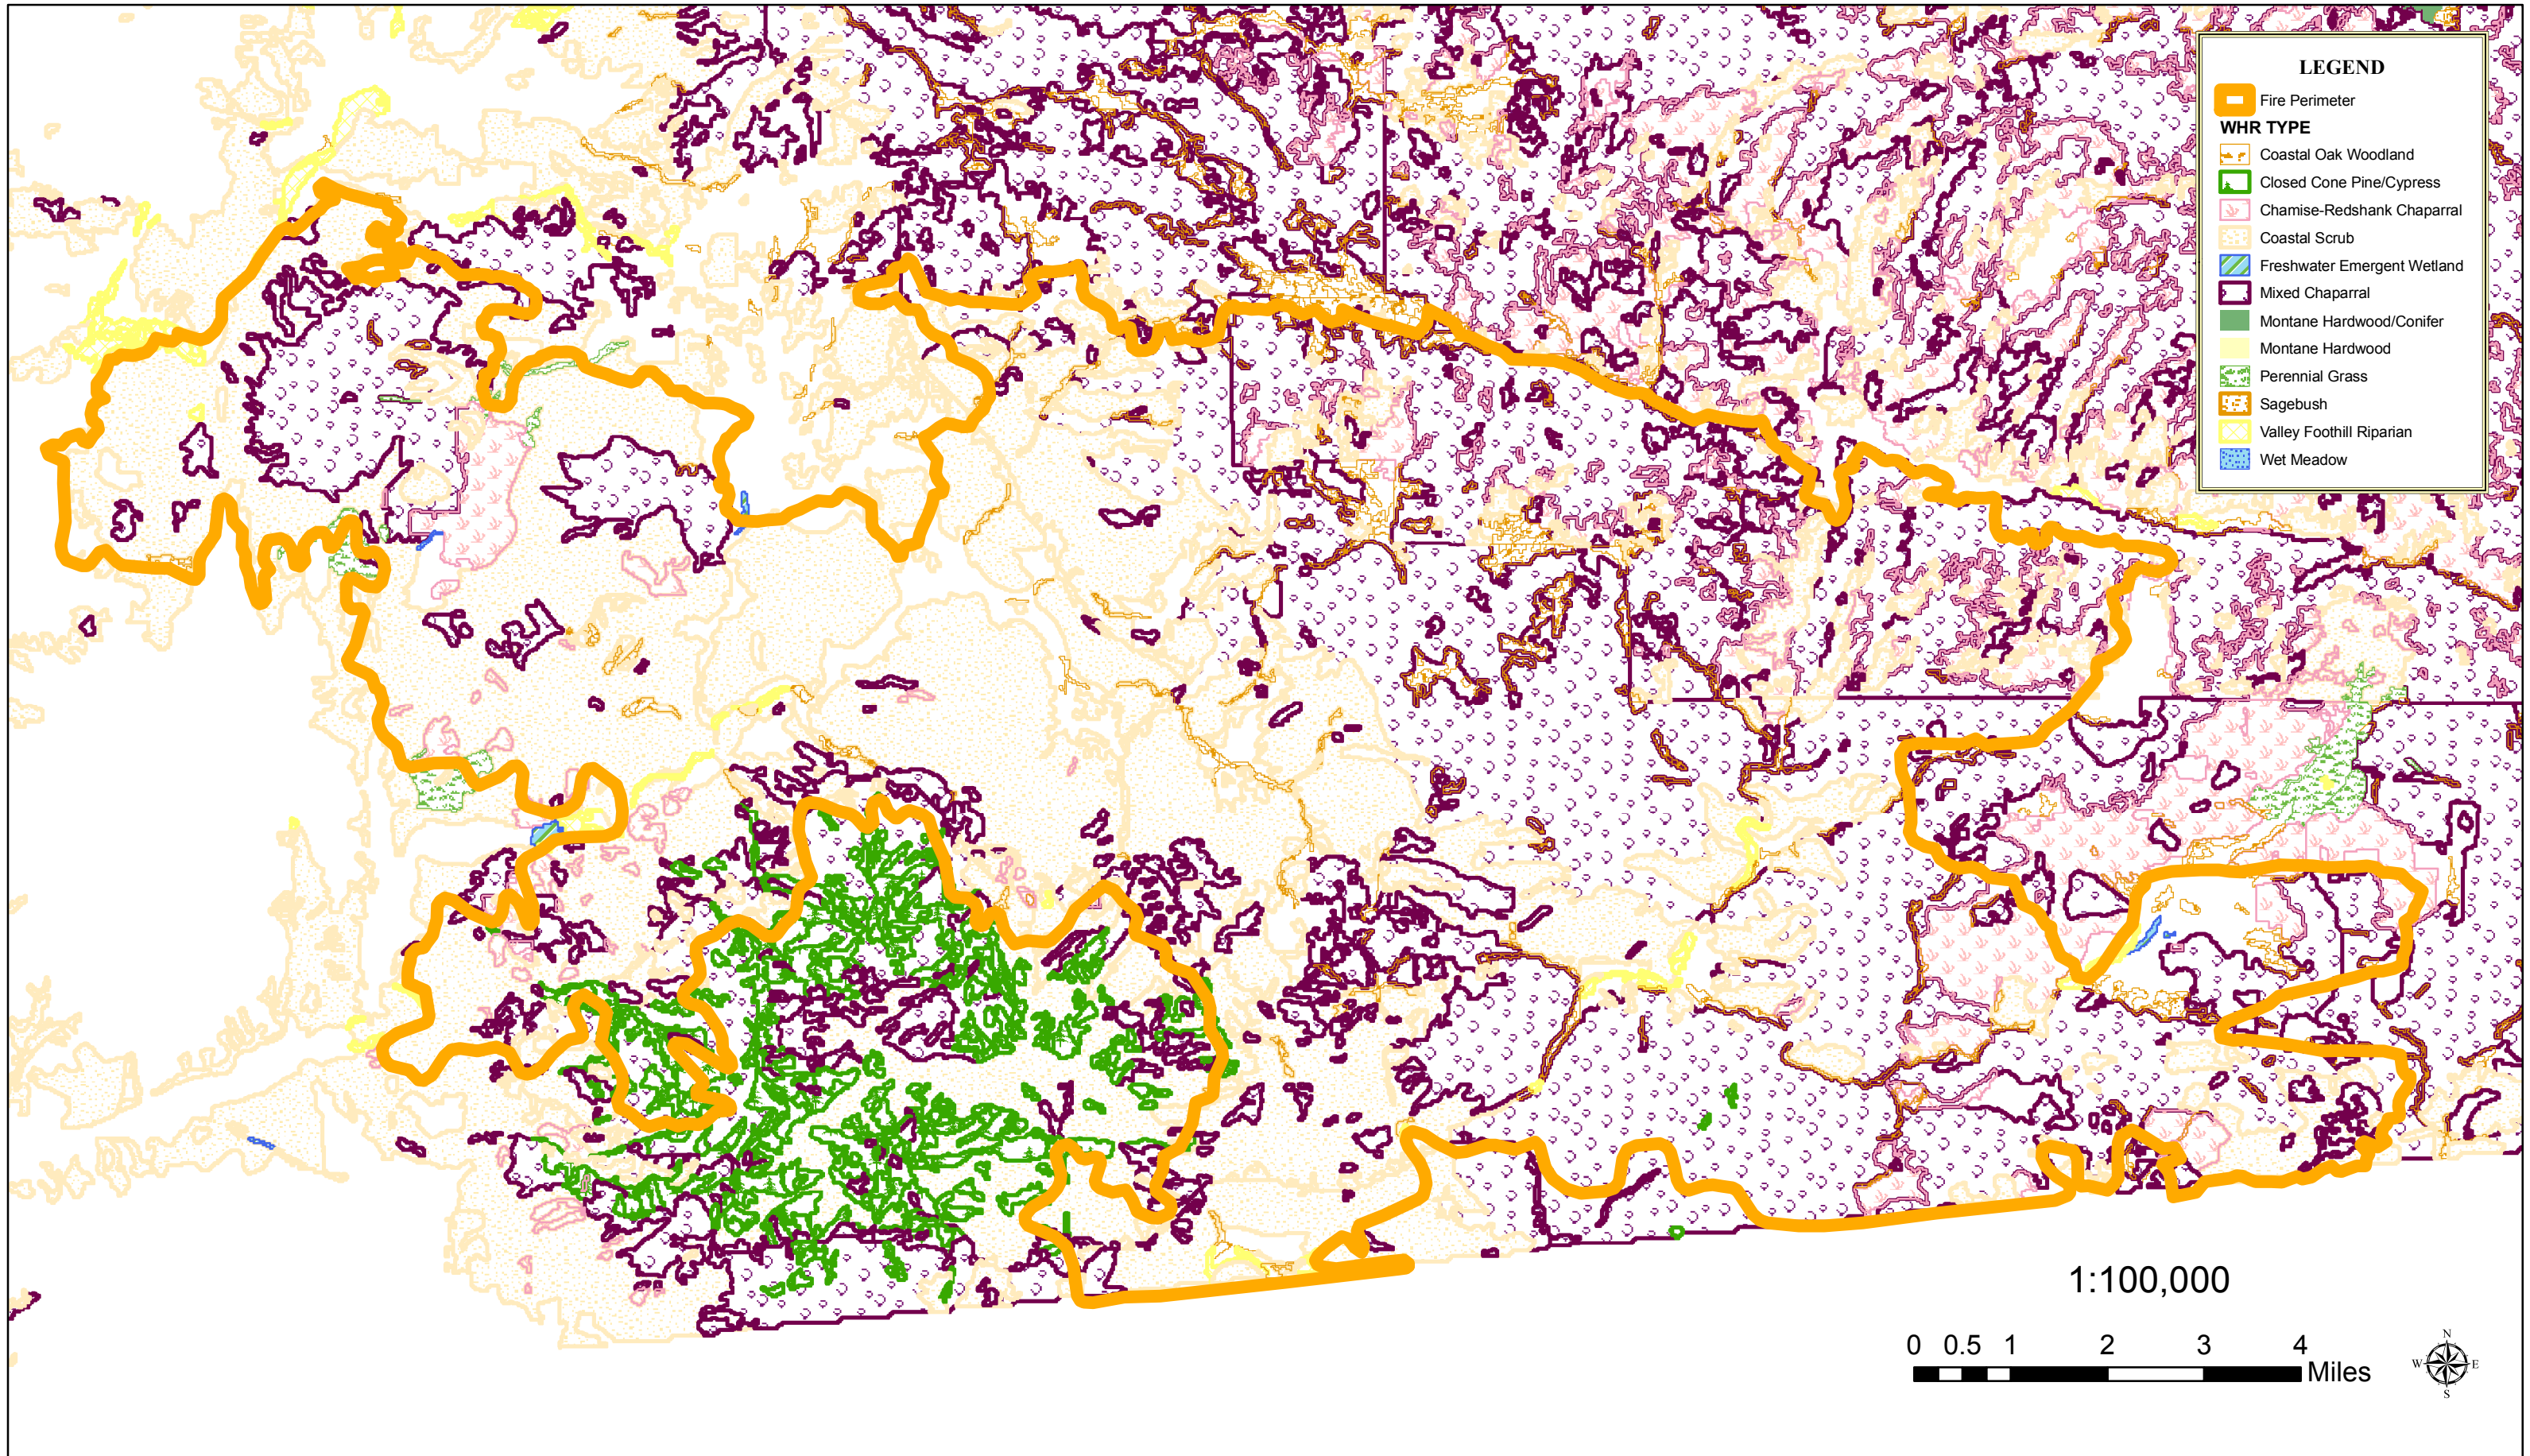 LEGEND
Fire Perimeter
WHR TYPE
Coastal Oak Woodland
Closed Cone Pine/Cypress
Chamise-Redshank Chaparral
Coastal Scrub
Freshwater Emergent Wetland
Mixed Chaparral
Montane Hardwood/Conifer
Montane Hardwood
Perennial Grass
Sagebush
Valley Foothill Riparian
Wet Meadow
1:100,000
0 0.5 1 2 3 4
Miles
N
W E
S